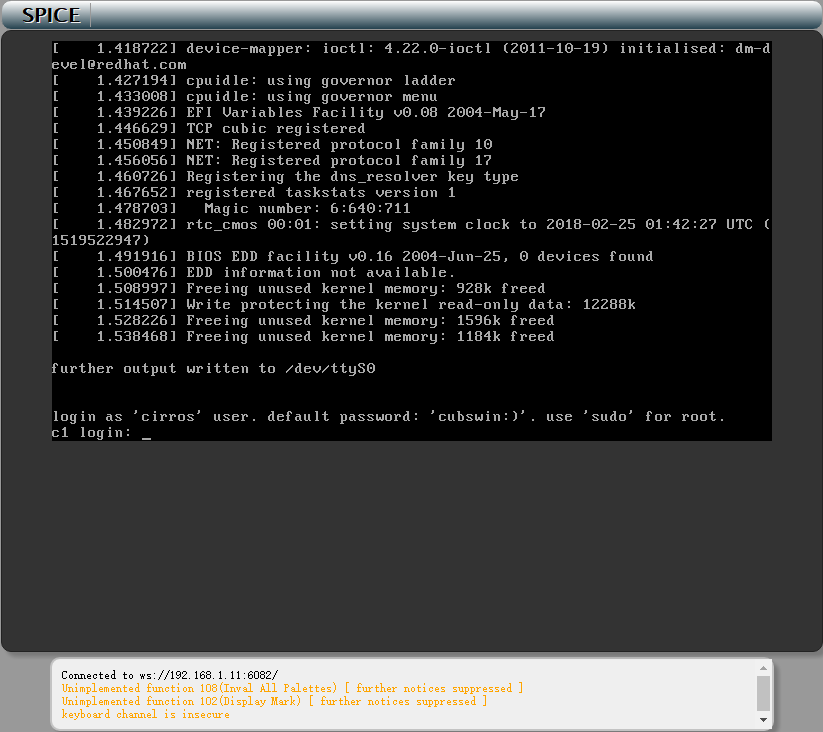 SPICE
[    1.418722] device-mapper: ioctl: 4.22.0-ioctl (2011-10-19) initialised: dm-d
evel@redhat.com
[    1.427194] cpuidle: using governor ladder
[    1.433008] cpuidle: using governor menu
[    1.439226] EFI Variables Facility v0.08 2004-May-17
[    1.446629] TCP cubic registered
[    1.450849] NET: Registered protocol family 10
[    1.456056] NET: Registered protocol family 17
[    1.460726] Registering the dns_resolver key type
[    1.467652] registered taskstats version 1
[    1.478703]   Magic number: 6:640:711
[    1.482972] rtc_cmos 00:01: setting system clock to 2018-02-25 01:42:27 UTC (
1519522947)
[    1.491916] BIOS EDD facility v0.16 2004-Jun-25, 0 devices found
[    1.500476] EDD information not available.
[    1.508997] Freeing unused kernel memory: 928k freed
[    1.514507] Write protecting the kernel read-only data: 12288k
[    1.528226] Freeing unused kernel memory: 1596k freed
[    1.538468] Freeing unused kernel memory: 1184k freed
further output written to /dev/ttyS0
login as 'cirros' user. default password: 'cubswin:)'. use 'sudo' for root.
c1 login: _
Connected to ws://192.168.1.11:6082/
Unimplemented function 108(Inval All Palettes) [ further notices suppressed ]
Unimplemented function 102(Display Mark) [ further notices suppressed ]
keyboard channel is insecure